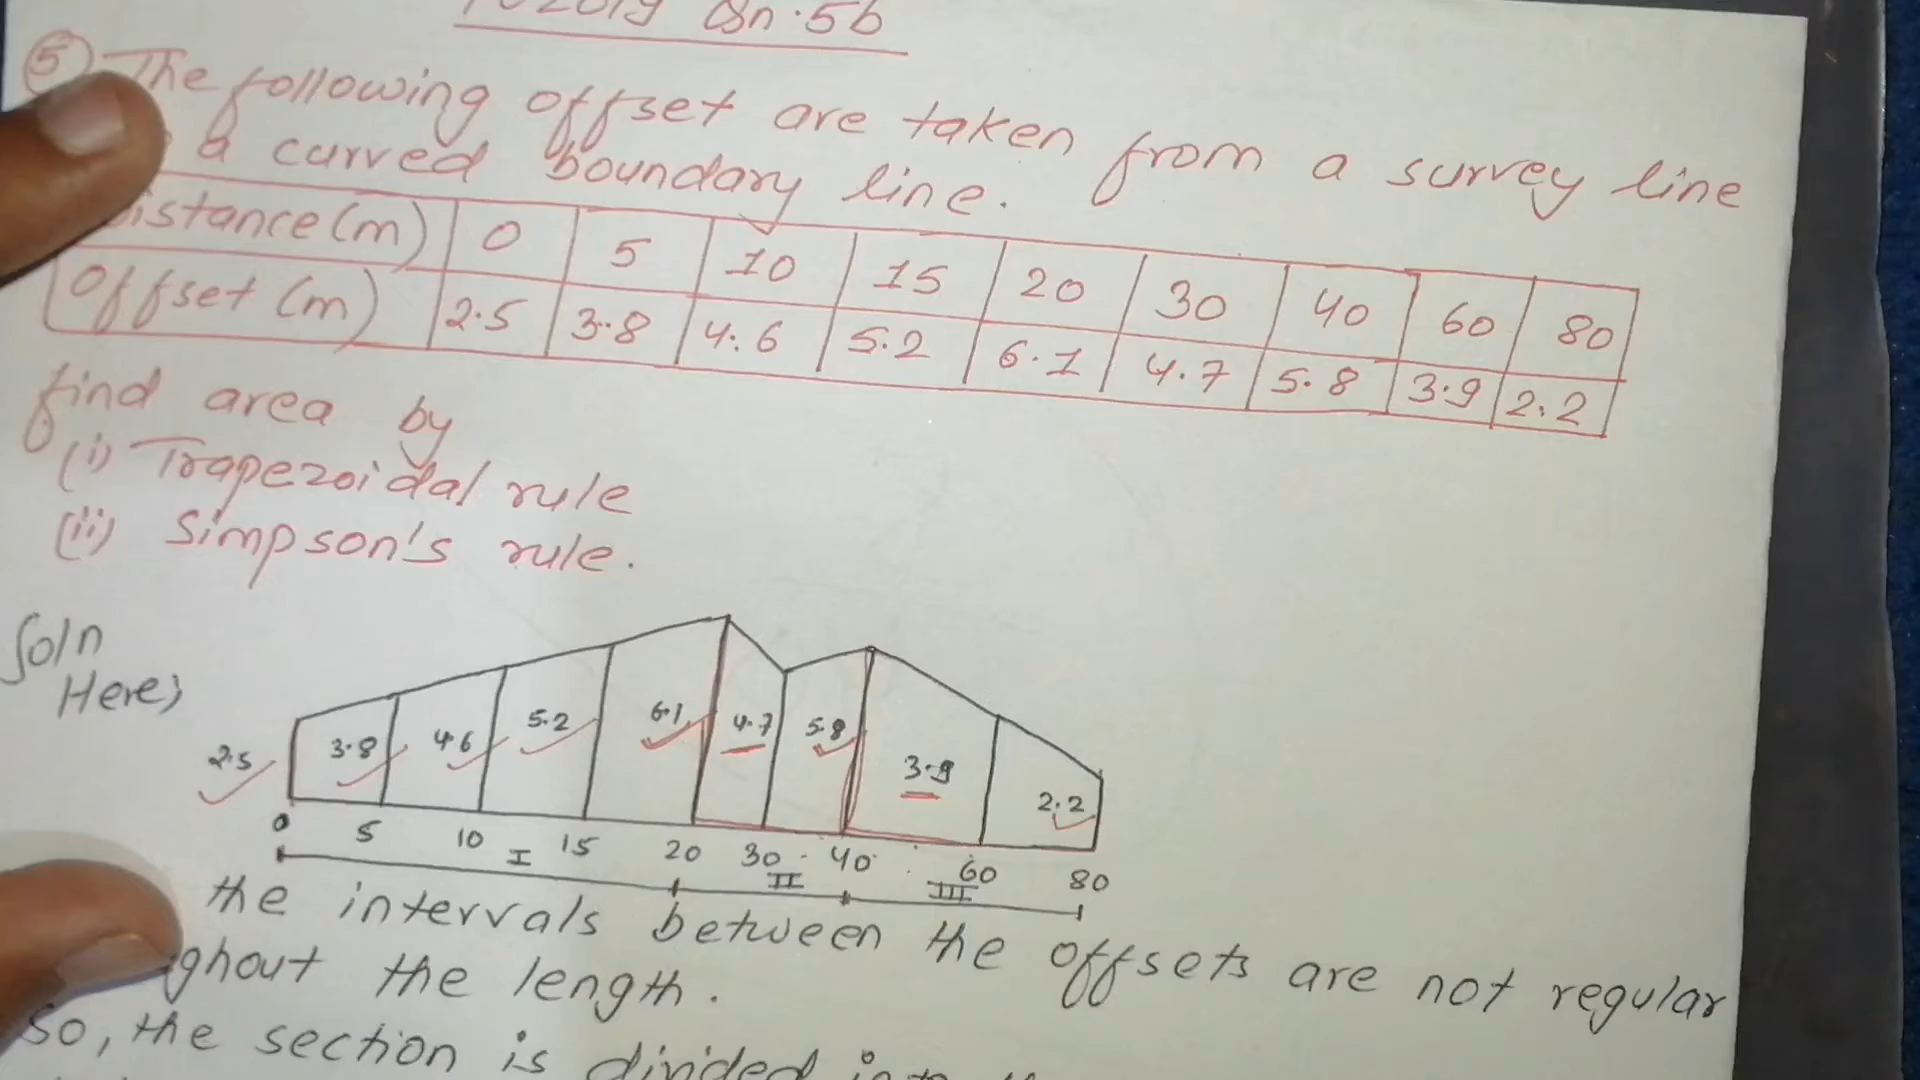 Qn.5b
5 The following offset are taken from a survey line
a curved boundary line.
istance (m) 0 5 10 15 20 30 40 60 80
Offset (m) 2.5 3.8 4.6 5.2 6.1 4.7 5.8 3.9 2.2
find area by
(i) Trapezoidal rule
(ii) Simpson's rule.
Soln
Here;
2.5 3.8 4.6 5.2 6.1 4.7 5.8 3.9 2.2
0 5 10 15 20 30 40 60 80
I II III
the intervals between the offsets are not regular
ghout the length.
So, the section is divided